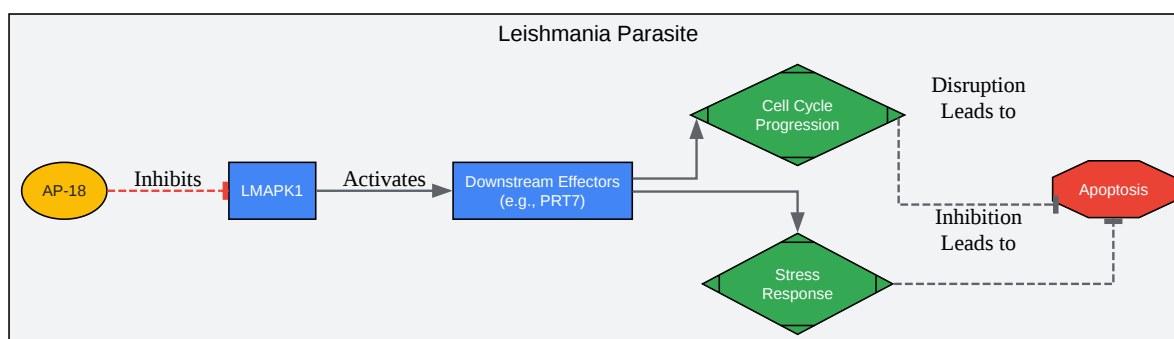 Leishmania Parasite
AP-18
Inhibits
LMAPK1
Activates
Downstream Effectors
(e.g., PRT7)
Cell Cycle
Progression
Disruption
Leads to
Stress
Response
Inhibition
Leads to
Apoptosis